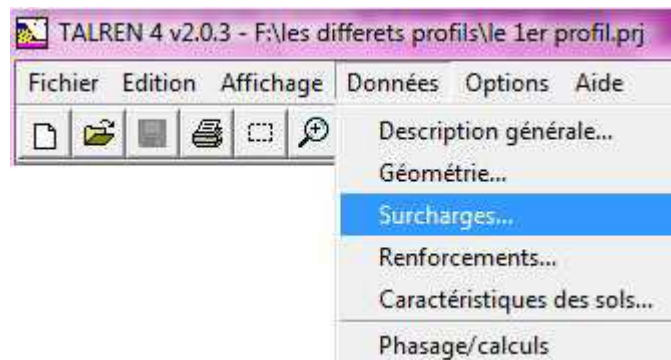 TALREN 4 v2.0.3 - F:\les differets profils\le 1er profil.prj
Fichier Edition Affichage Données Options Aide
Description générale...
Géométrie...
Surcharges...
Renforcements...
Caractéristiques des sols...
Phasage/calculs